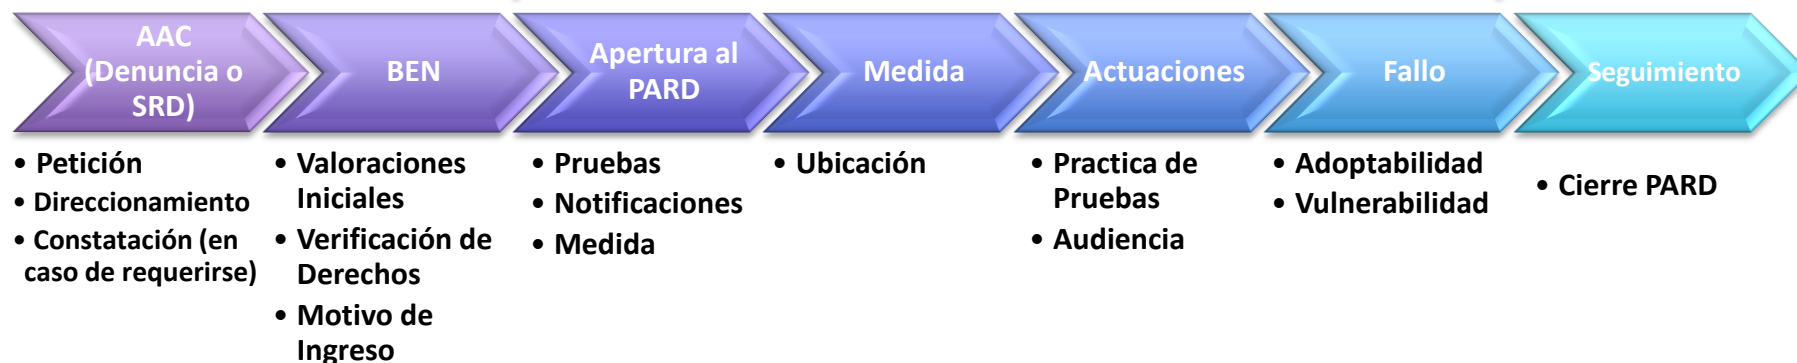 AAC
(Denuncia o
SRD)
BEN
Apertura al
PARD
Medida
Actuaciones
Fallo
Seguimiento
• Petición
• Direccionamiento
• Constatación (en
caso de requerirse)
• Valoraciones
Iniciales
• Verificación de
Derechos
• Motivo de
Ingreso
• Pruebas
• Notificaciones
• Medida
• Ubicación
• Practica de
Pruebas
• Audiencia
• Adoptabilidad
• Vulnerabilidad
• Cierre PARD